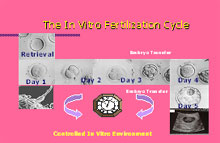 The In Vitro Fertilization Cycle
Embryo Transfer
Retrieval
Day 1
Day 2
Day 3
Day 4
Embryo Transfer
Day 5
Controlled In Vitro Environment